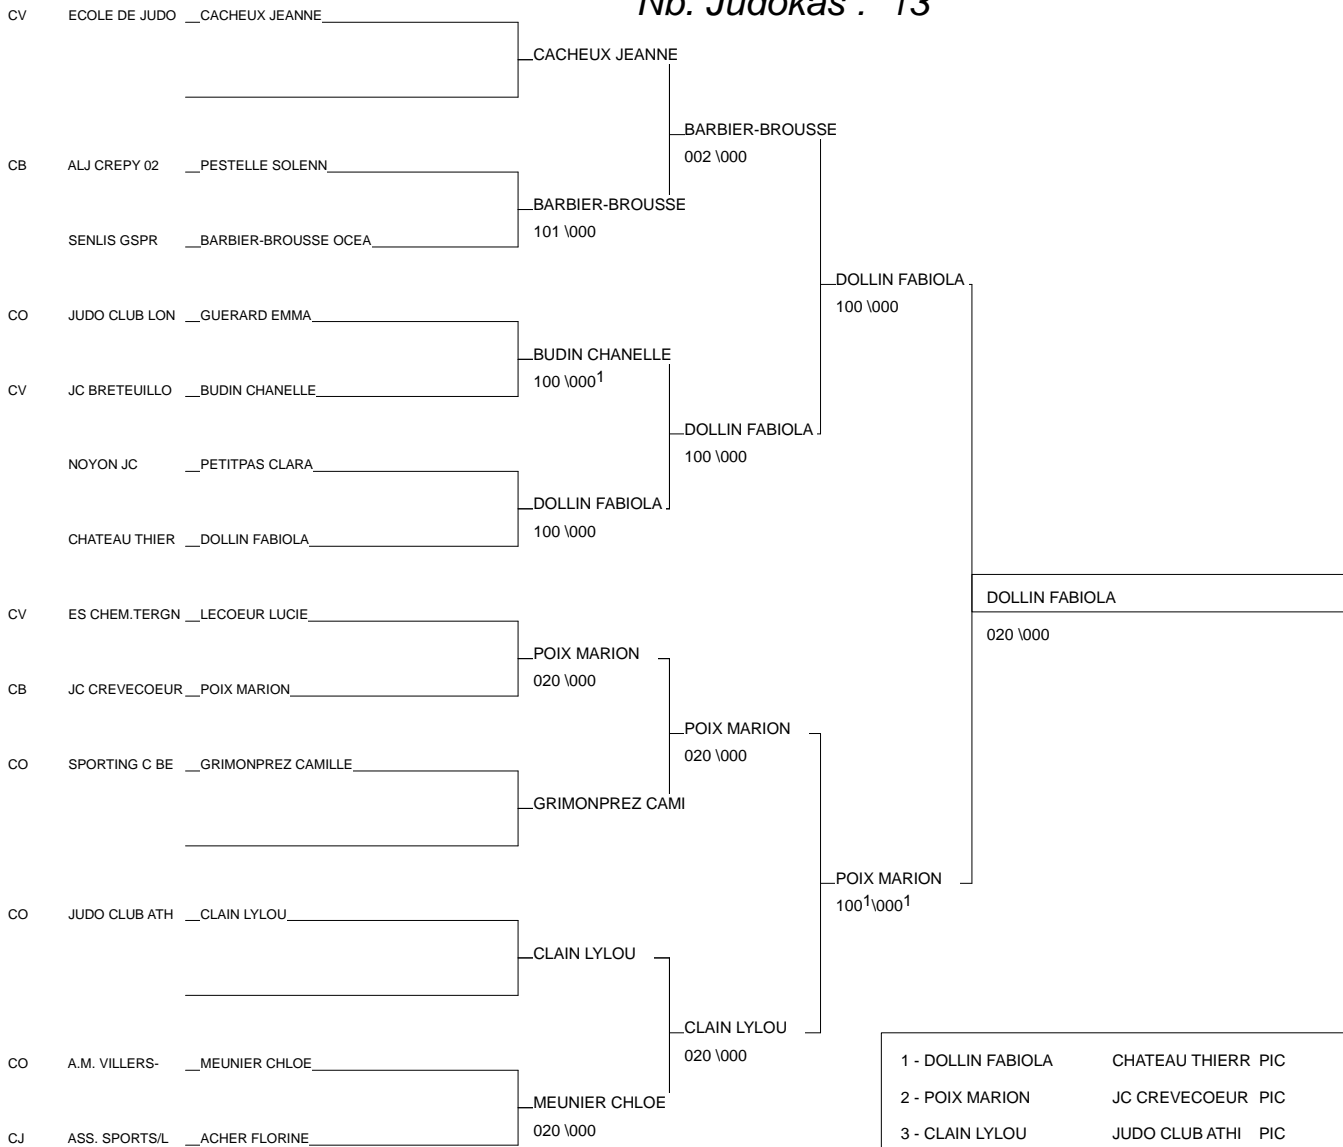 Nb. Judokas : 13
CV ECOLE DE JUDO CACHEUX JEANNE
CACHEUX JEANNE
BARBIER-BROUSSE
002 \000
CB ALJ CREPY 02 PESTELLE SOLENN
BARBIER-BROUSSE
101 \000
SENLIS GSPR BARBIER-BROUSSE OCEA
DOLLIN FABIOLA
100 \000
CO JUDO CLUB LON GUERARD EMMA
BUDIN CHANELLE
100 \000¹
CV JC BRETEUILLO BUDIN CHANELLE
DOLLIN FABIOLA
100 \000
NOYON JC PETITPAS CLARA
DOLLIN FABIOLA
100 \000
CHATEAU THIER DOLLIN FABIOLA
DOLLIN FABIOLA
020 \000
CV ES CHEM.TERGN LECOEUR LUCIE
POIX MARION
020 \000
CB JC CREVECOEUR POIX MARION
POIX MARION
020 \000
CO SPORTING C BE GRIMONPREZ CAMILLE
GRIMONPREZ CAMI
POIX MARION
100¹\000¹
CO JUDO CLUB ATH CLAIN LYLOU
CLAIN LYLOU
CLAIN LYLOU
020 \000
CO A.M. VILLERS- MEUNIER CHLOE
MEUNIER CHLOE
020 \000
CJ ASS. SPORTS/L ACHER FLORINE
1 - DOLLIN FABIOLA CHATEAU THIERR PIC
2 - POIX MARION JC CREVECOEUR PIC
3 - CLAIN LYLOU JUDO CLUB ATHI PIC